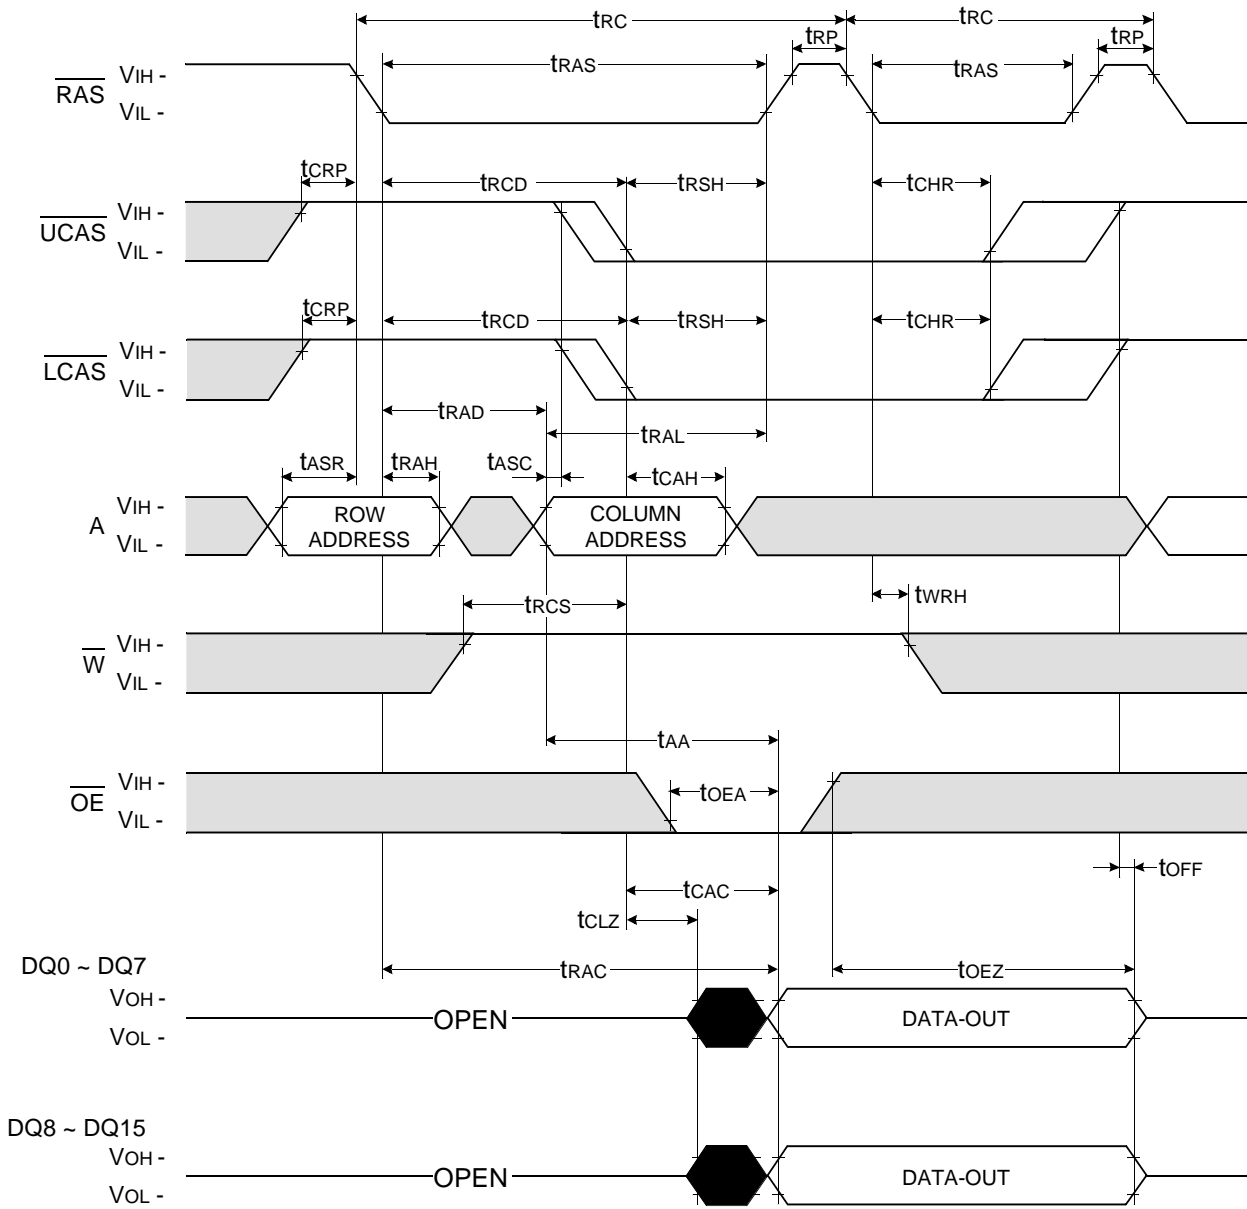 tRC tRC
tRP tRP
tRAS tRAS
RAS VIH -
VIL -
tCRP tRCD tRSH tCHR
UCAS VIH -
VIL -
tCRP tRCD tRSH tCHR
LCAS VIH -
VIL -
tRAD
tRAL
tASR tRAH tASC tCAH
A VIH -
VIL -
ROW
ADDRESS
COLUMN
ADDRESS
tRCS tWRH
W VIH -
VIL -
tAA
OE VIH -
VIL -
tOEA
tOFF
tCAC
tCLZ
tRAC tOEZ
DQ0 ~ DQ7
VOH -
VOL -
OPEN DATA-OUT
DQ8 ~ DQ15
VOH -
VOL -
OPEN DATA-OUT